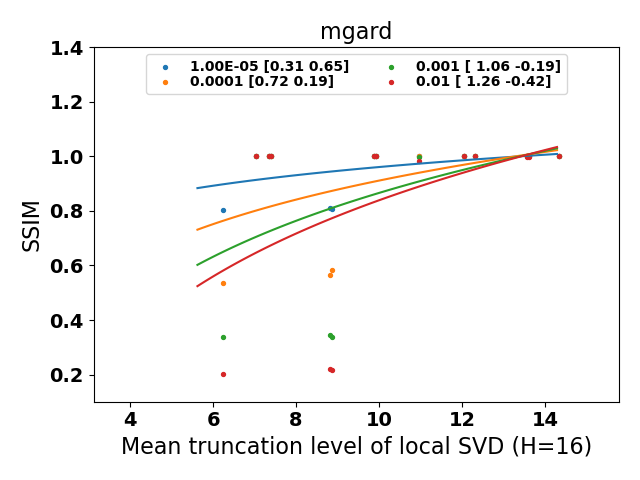 mgard
1.4
1.2
1.0
0.8
0.6
0.4
0.2
SSIM
1.00E-05 [0.31 0.65]
0.0001 [0.72 0.19]
0.001 [ 1.06 -0.19]
0.01 [ 1.26 -0.42]
4 6 8 10 12 14
Mean truncation level of local SVD (H=16)